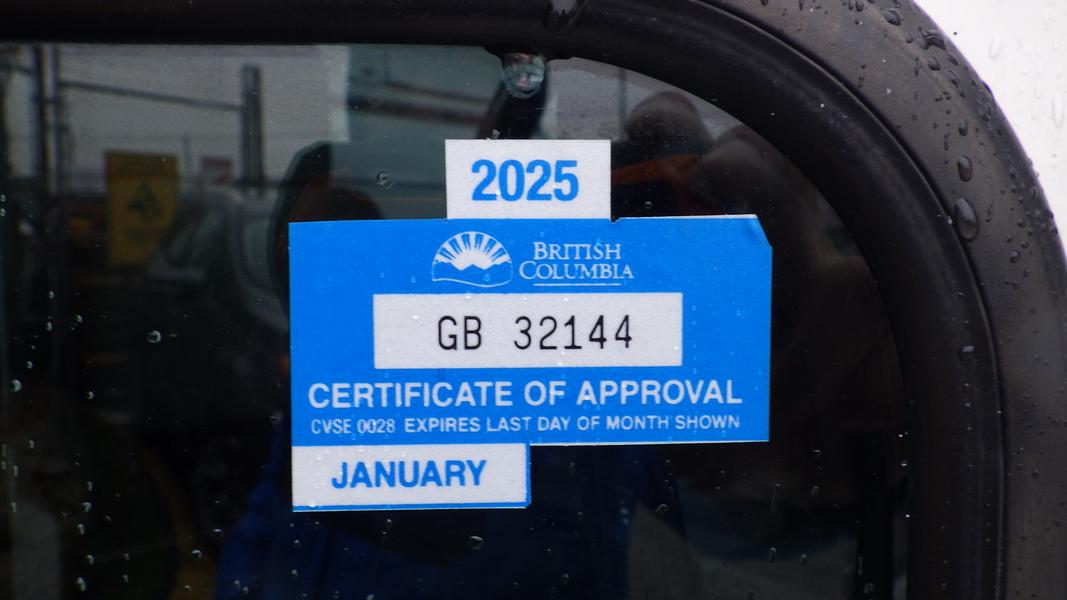 2025
BRITISH
COLUMBIA
GB 32144
CERTIFICATE OF APPROVAL
CVSE 0028 EXPIRES LAST DAY OF MONTH SHOWN
JANUARY